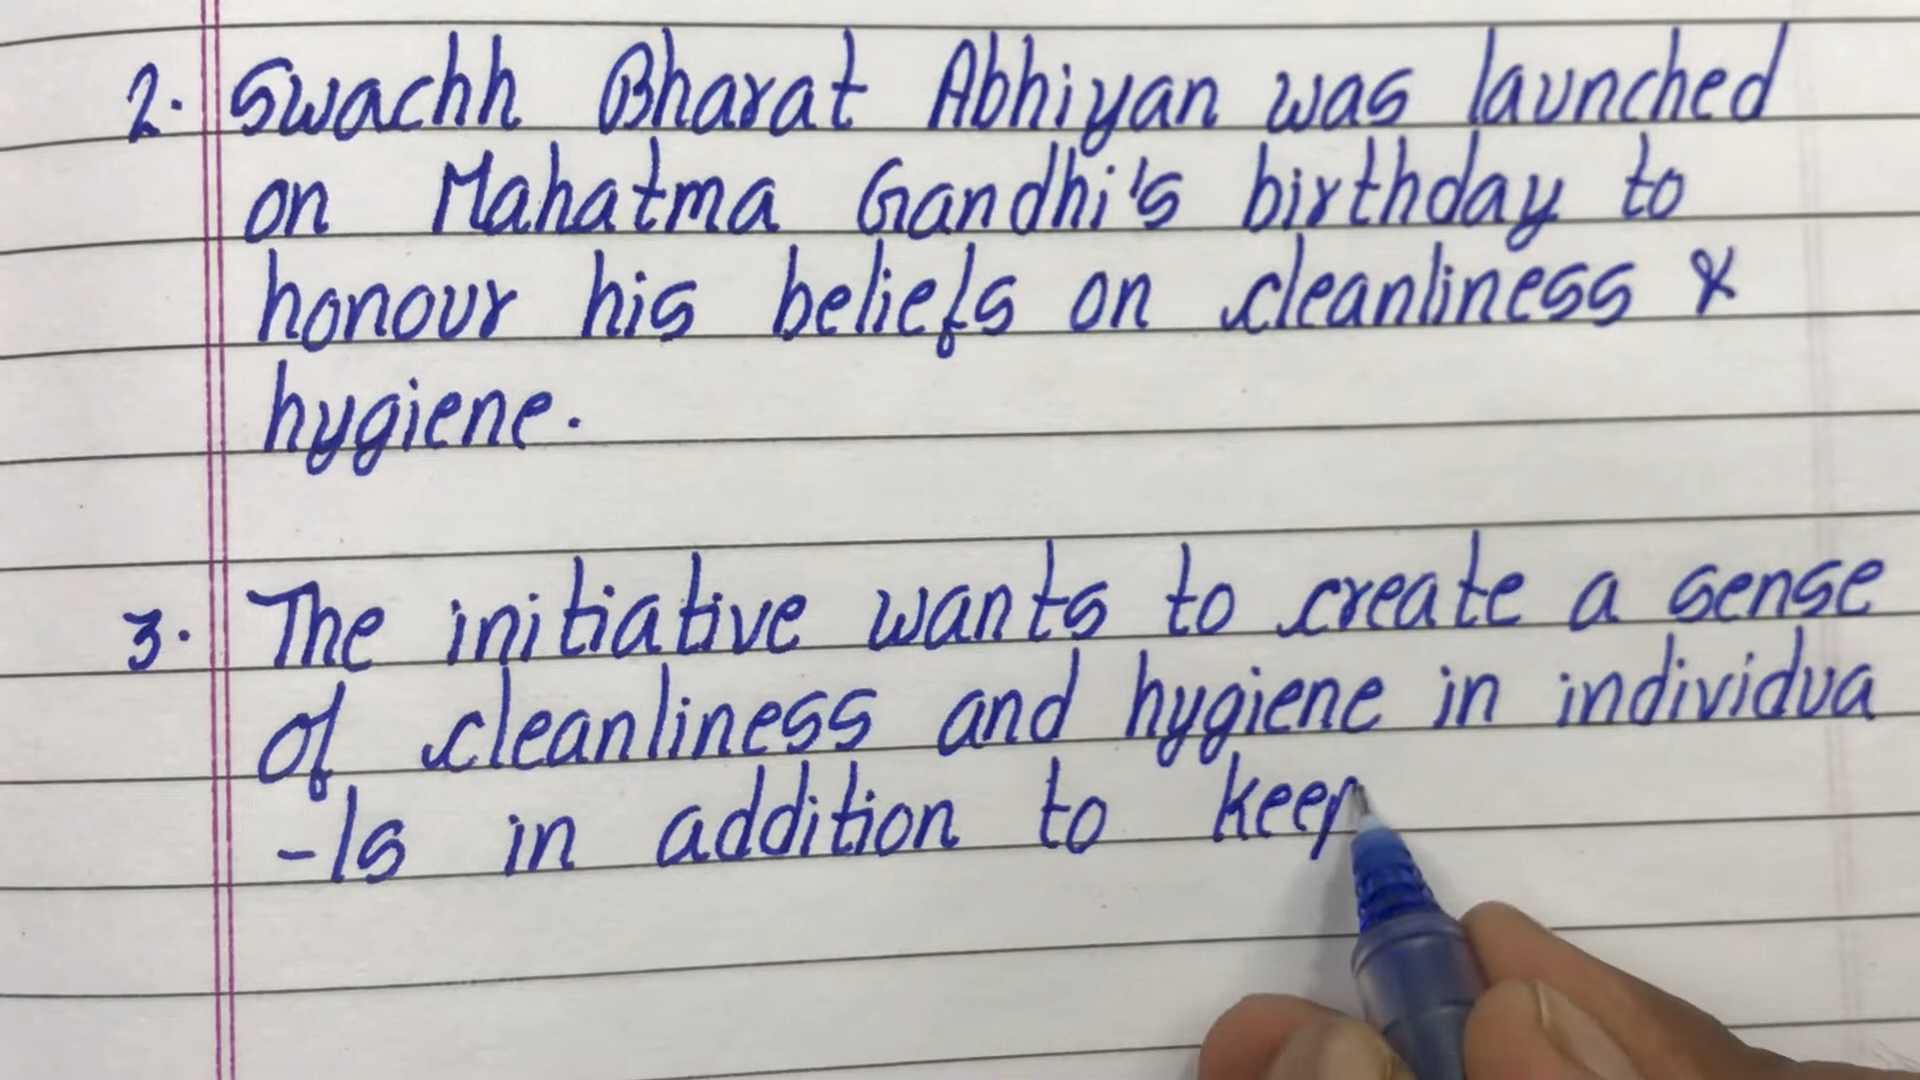 2. Swachh Bharat Abhiyan was launched
on Mahatma Gandhi's birthday to
honour his beliefs on cleanliness &
hygiene.
3. The initiative wants to create a sense
of cleanliness and hygiene in individua
-ls in addition to keep